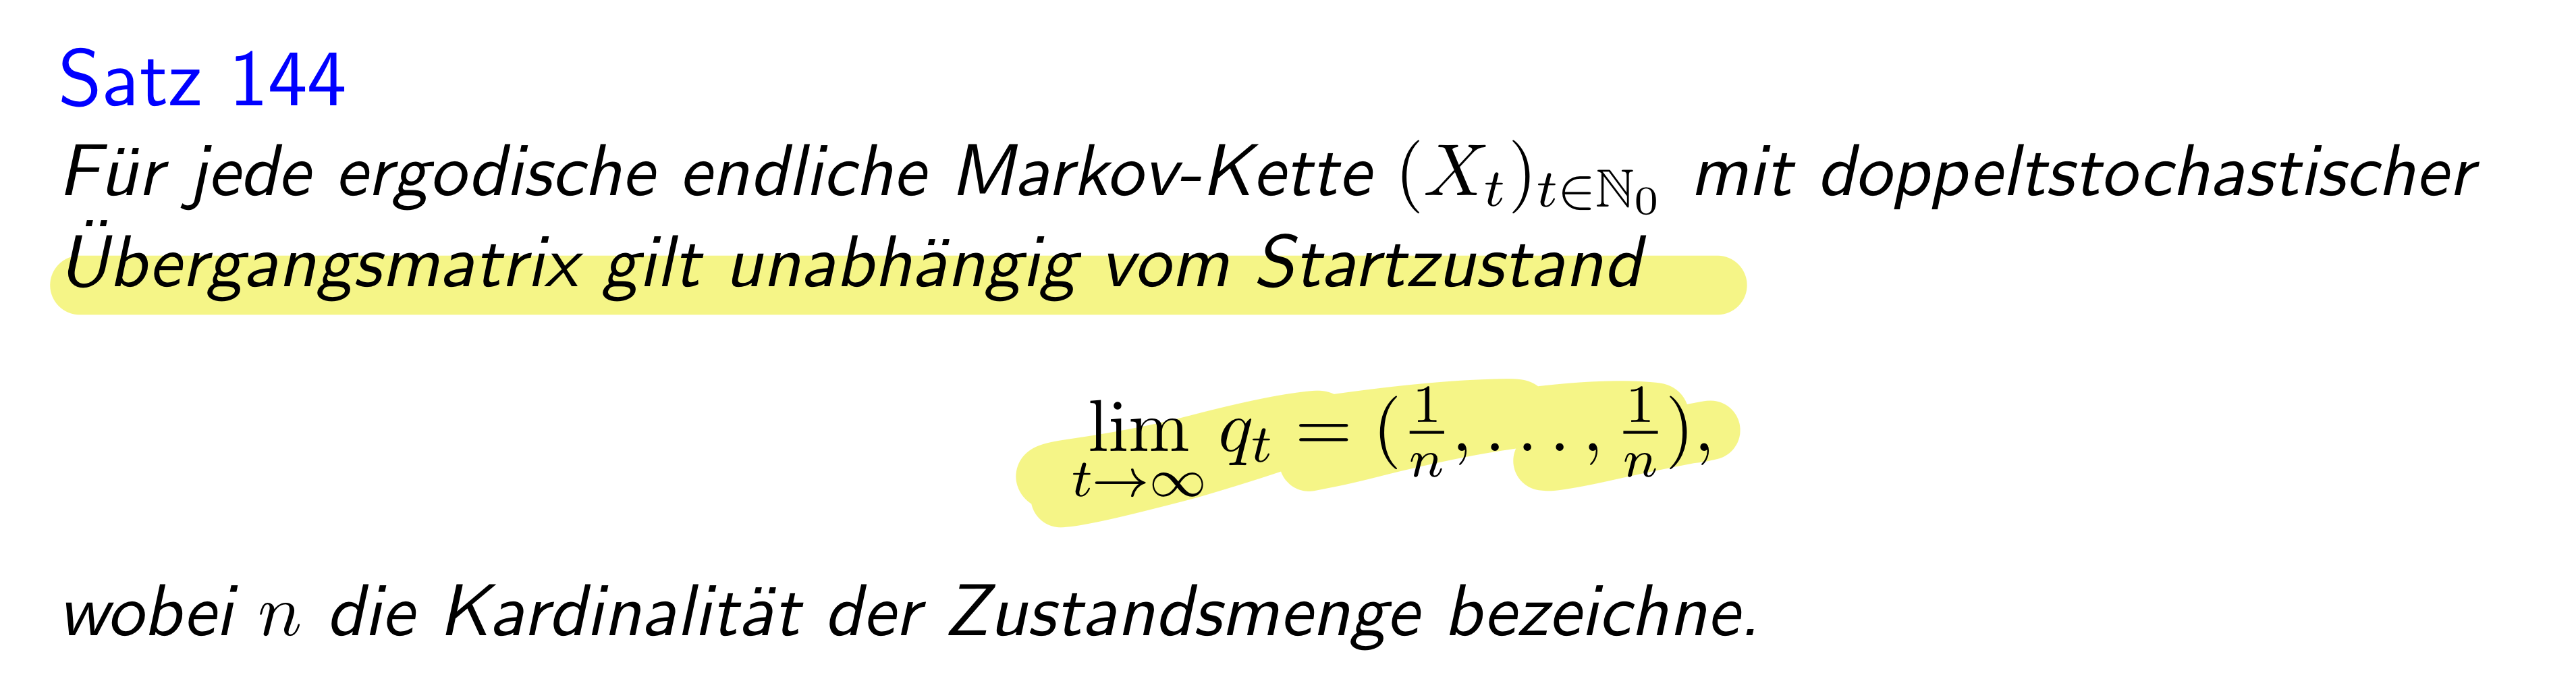 Satz 144
Für jede ergodische endliche Markov-Kette $(X_t)_{t \in \mathbb{N}_0}$ mit doppeltstochastischer
Übergangsmatrix gilt unabhängig vom Startzustand
$\lim_{t \to \infty} q_t = (\frac{1}{n}, \ldots, \frac{1}{n}),$
wobei $n$ die Kardinalität der Zustandsmenge bezeichne.